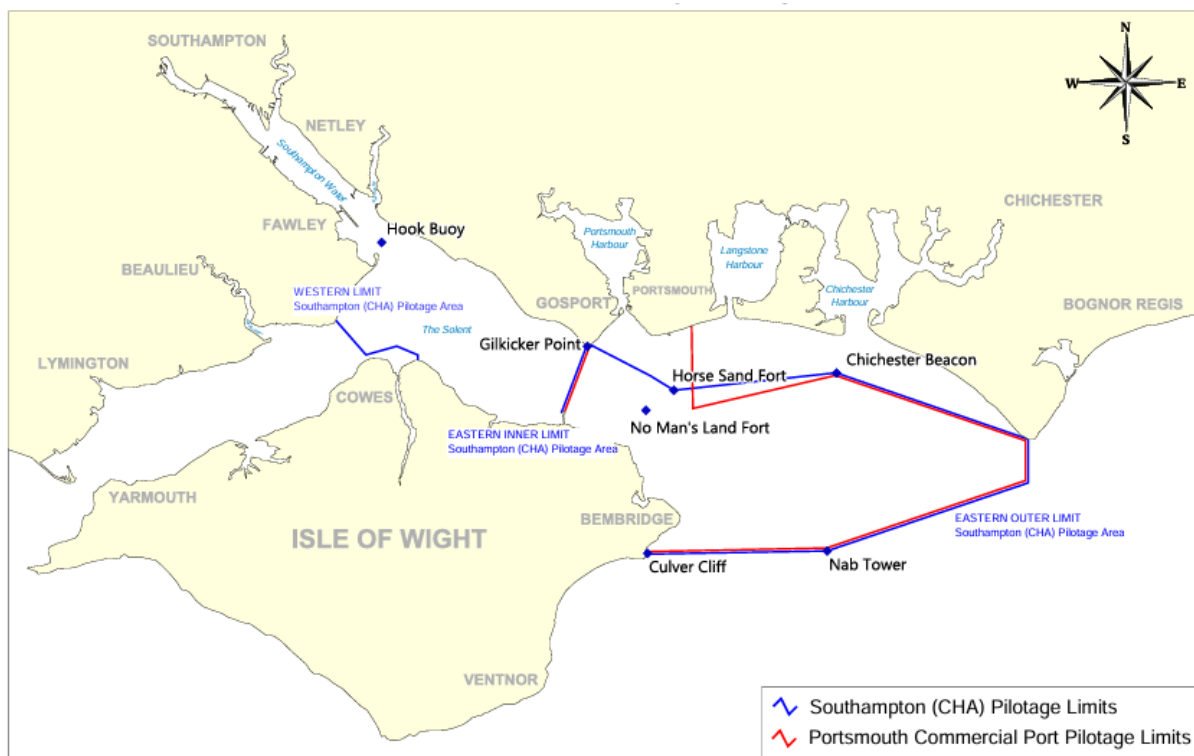 N
W
E
S
SOUTHAMPTON
NETLEY
Southampton Water
FAWLEY
Hook Buoy
BEAULIEU
WESTERN LIMIT
Southampton (CHA) Pilotage Area
The Solent
LYMINGTON
COWES
YARMOUTH
Portsmouth
Harbour
GOSPORT
PORTSMOUTH
Langstone
Harbour
Chichester
Harbour
CHICHESTER
BOGNOR REGIS
Gilkicker Point
Horse Sand Fort
Chichester Beacon
No Man's Land Fort
EASTERN INNER LIMIT
Southampton (CHA) Pilotage Area
ISLE OF WIGHT
BEMBRIDGE
EASTERN OUTER LIMIT
Southampton (CHA) Pilotage Area
Culver Cliff
Nab Tower
VENTNOR
Southampton (CHA) Pilotage Limits
Portsmouth Commercial Port Pilotage Limits